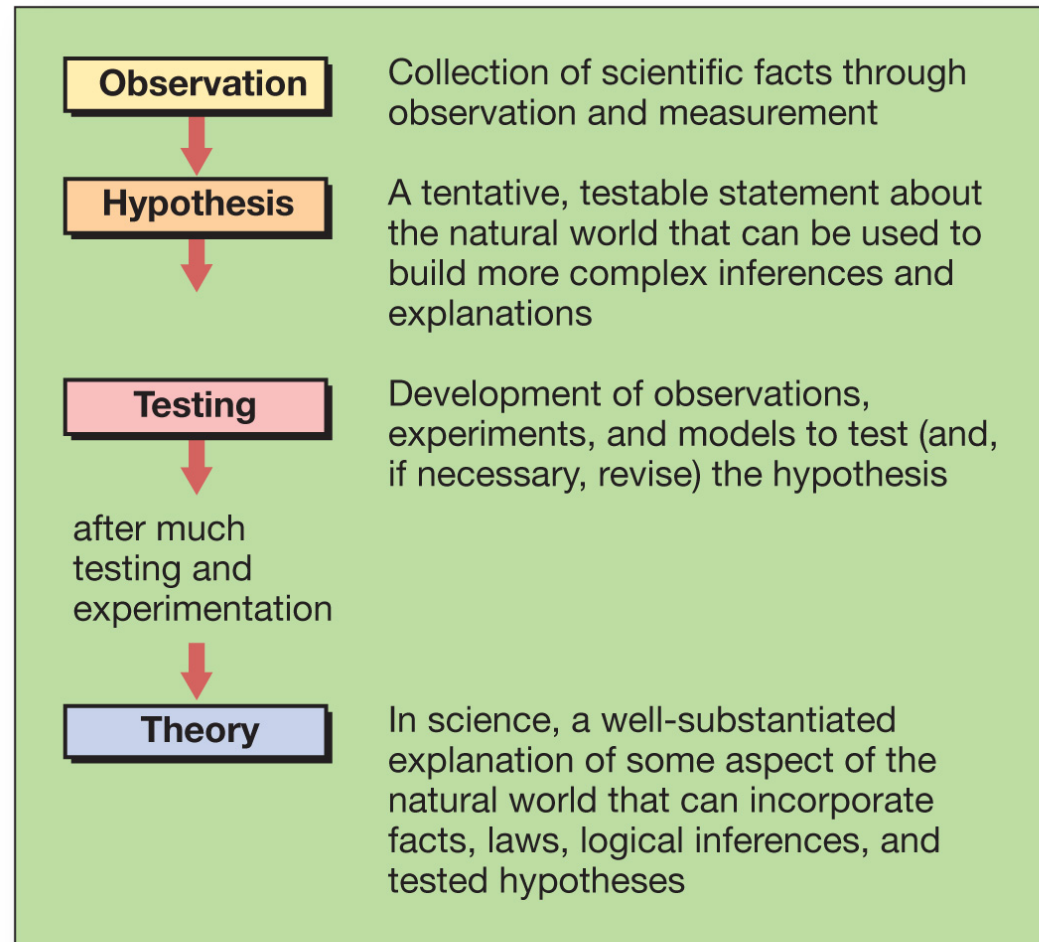 Observation
Collection of scientific facts through
observation and measurement
Hypothesis
A tentative, testable statement about
the natural world that can be used to
build more complex inferences and
explanations
Testing
Development of observations,
experiments, and models to test (and,
if necessary, revise) the hypothesis
after much
testing and
experimentation
Theory
In science, a well-substantiated
explanation of some aspect of the
natural world that can incorporate
facts, laws, logical inferences, and
tested hypotheses